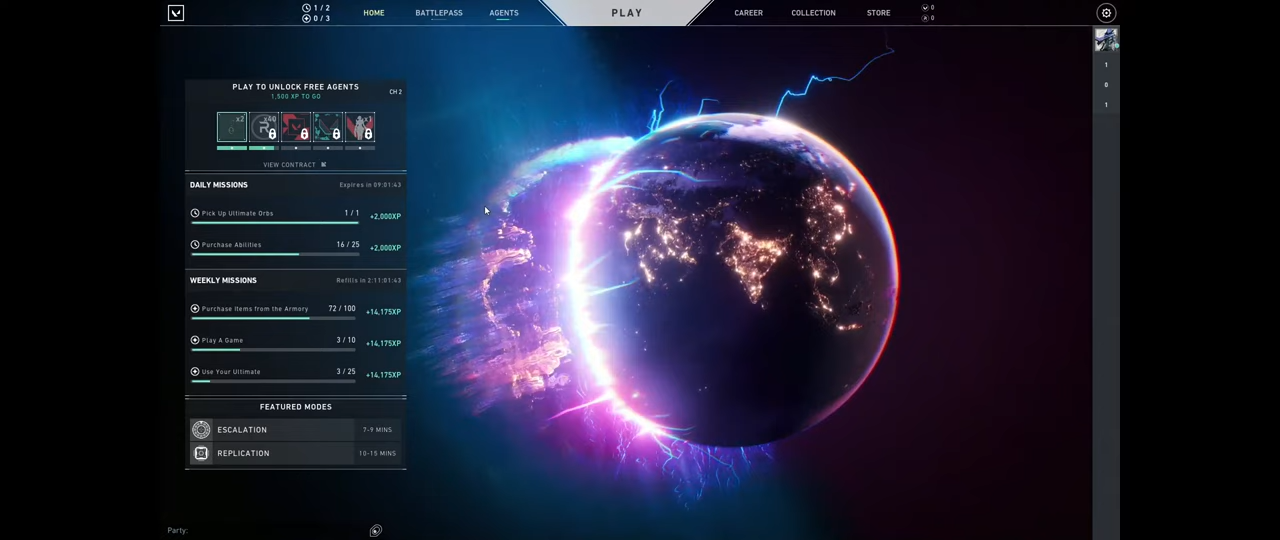 1 / 2
0 / 3
HOME
BATTLEPASS
AGENTS
PLAY
CAREER
COLLECTION
STORE
0
0
PLAY TO UNLOCK FREE AGENTS
1,500 XP TO GO
CH 2
x2
x40
x1
VIEW CONTRACT
DAILY MISSIONS
Expires in 09:01:43
Pick Up Ultimate Orbs
1 / 1
+2,000XP
Purchase Abilities
16 / 25
+2,000XP
WEEKLY MISSIONS
Refills in 2:11:01:43
Purchase Items from the Armory
72 / 100
+14,175XP
Play A Game
3 / 10
+14,175XP
Use Your Ultimate
3 / 25
+14,175XP
FEATURED MODES
ESCALATION
7-9 MINS
REPLICATION
10-15 MINS
1
0
1
Party: